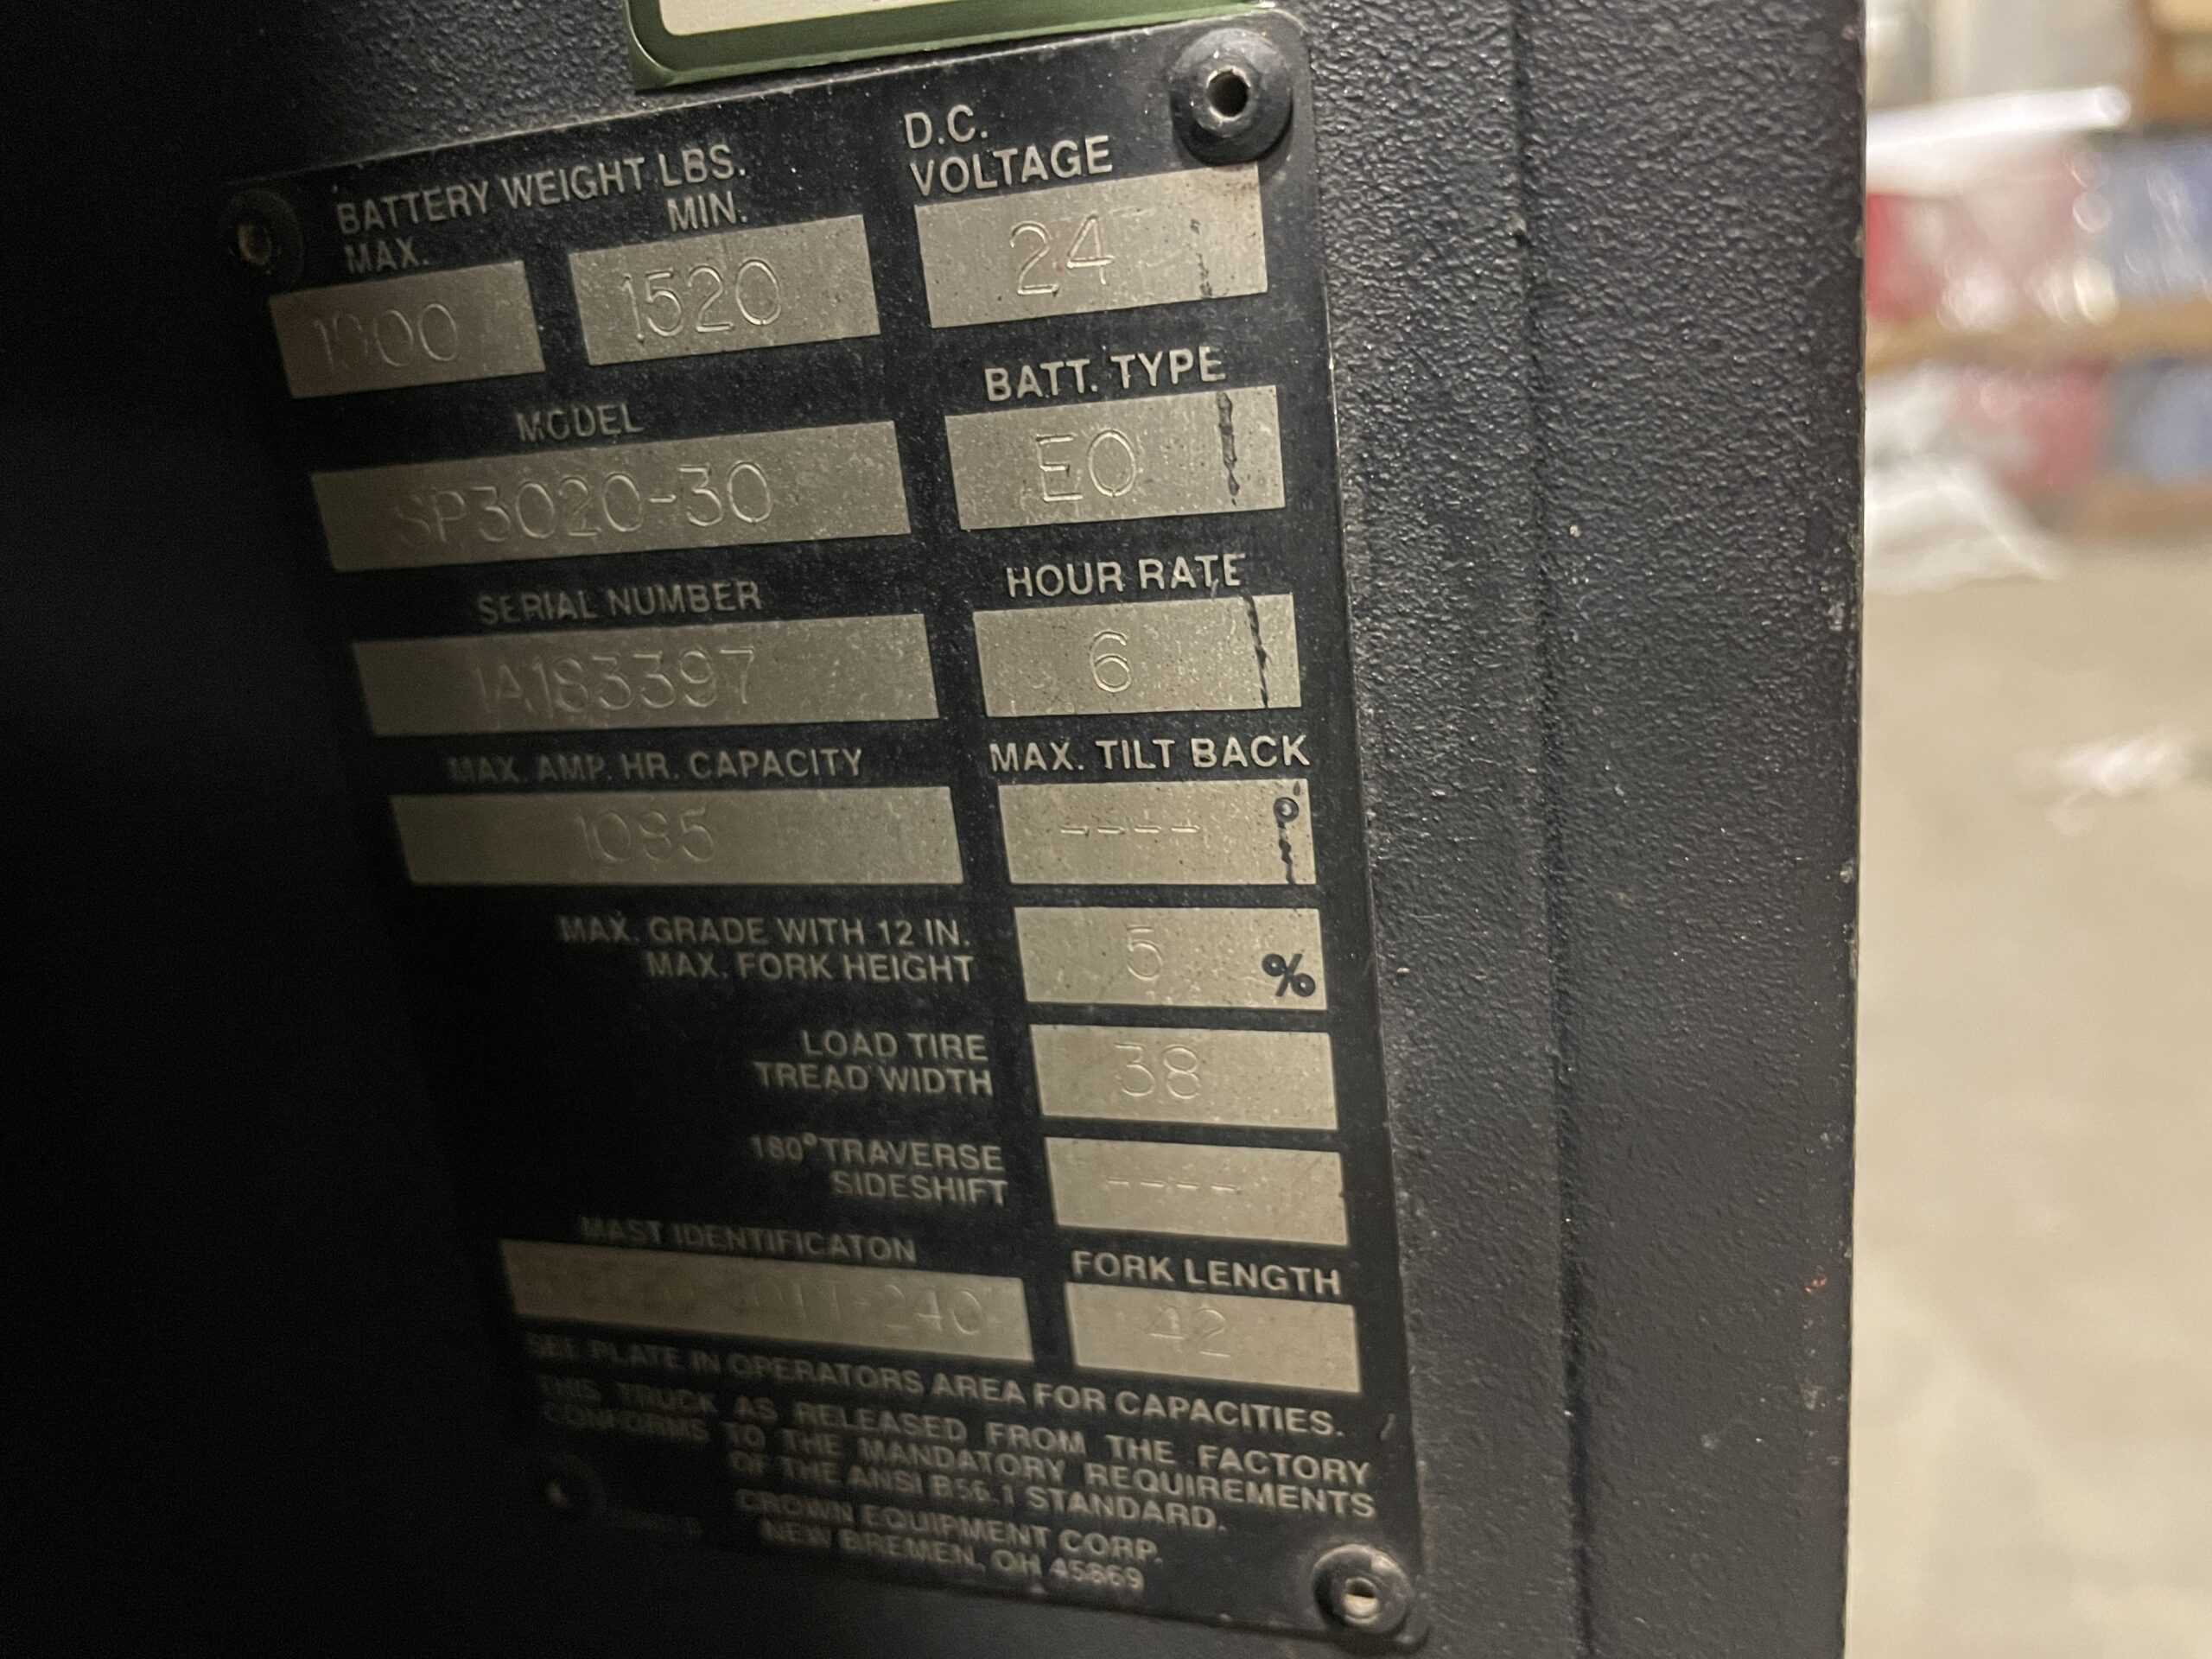 BATTERY WEIGHT LBS.
MAX. MIN.
1520
D.C.
VOLTAGE
24
MODEL
SP3020-30
BATT. TYPE
EO
SERIAL NUMBER
1A183397
HOUR RATE
6
MAX. AMP. HR. CAPACITY
1085
MAX. TILT BACK
---- °
MAX. GRADE WITH 12 IN.
MAX. FORK HEIGHT
5 %
LOAD TIRE
TREAD WIDTH
38
180° TRAVERSE
SIDESHIFT
----
MAST IDENTIFICATON
FORK LENGTH
42
SEE PLATE IN OPERATORS AREA FOR CAPACITIES.
THIS TRUCK AS RELEASED FROM THE FACTORY
CONFORMS TO THE MANDATORY REQUIREMENTS
OF THE ANSI B56.1 STANDARD.
CROWN EQUIPMENT CORP.
NEW BREMEN, OH 45869